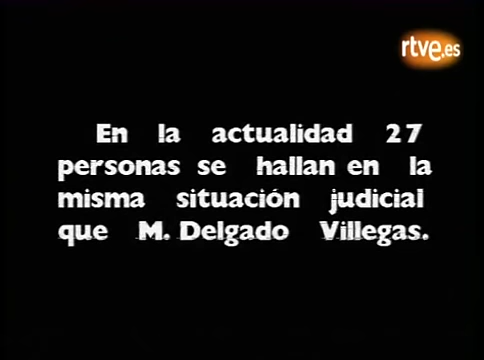 rtve.es
En la actualidad 27
personas se hallan en la
misma situación judicial
que M. Delgado Villegas.